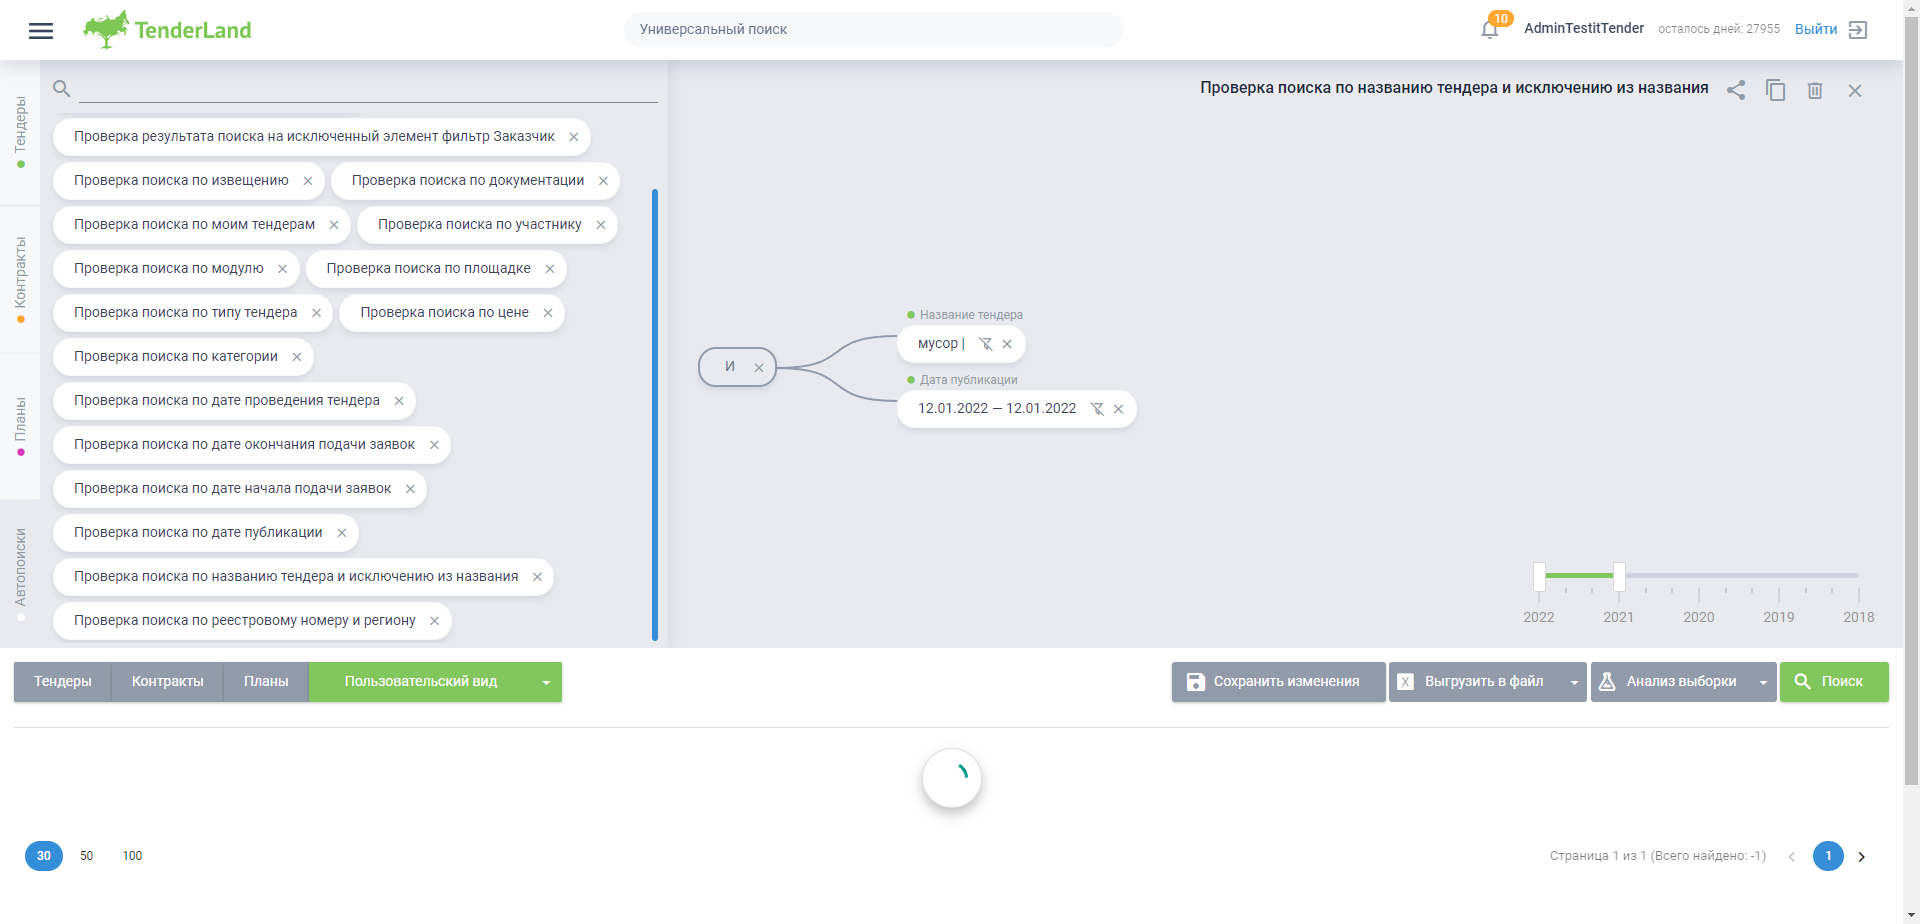 TenderLand
Универсальный поиск
10
AdminTestitTender
осталось дней: 27955
Выйти
Тендеры
Контракты
Планы
Автопоиски
Проверка результата поиска на исключенный элемент фильтр Заказчик
Проверка поиска по извещению
Проверка поиска по документации
Проверка поиска по моим тендерам
Проверка поиска по участнику
Проверка поиска по модулю
Проверка поиска по площадке
Проверка поиска по типу тендера
Проверка поиска по цене
Проверка поиска по категории
Проверка поиска по дате проведения тендера
Проверка поиска по дате окончания подачи заявок
Проверка поиска по дате начала подачи заявок
Проверка поиска по дате публикации
Проверка поиска по названию тендера и исключению из названия
Проверка поиска по реестровому номеру и региону
Проверка поиска по названию тендера и исключению из названия
И
Название тендера
мусор |
Дата публикации
12.01.2022 — 12.01.2022
2022 2021 2020 2019 2018
Тендеры
Контракты
Планы
Пользовательский вид
Сохранить изменения
X Выгрузить в файл
Анализ выборки
Поиск
30 50 100
Страница 1 из 1 (Всего найдено: -1)
1